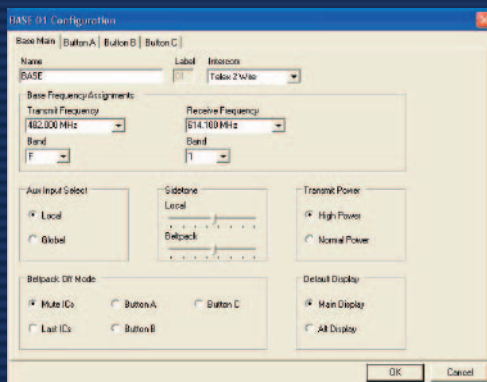 BASE 01 Configuration
Base Main Button A Button B Button C
Name Label Intercom
BASE 01 Telex 2 Wire
Base Frequency Assignments
Transmit Frequency Receive Frequency
482.000 MHz 614.100 MHz
Band Band
F 1
Aux Input Select Sidetone Transmit Power
Local Local High Power
Global Beltpack Normal Power
Beltpack Off Mode Default Display
Mute ICs Button A Button C Main Display
Last ICs Button B Alt Display
OK Cancel